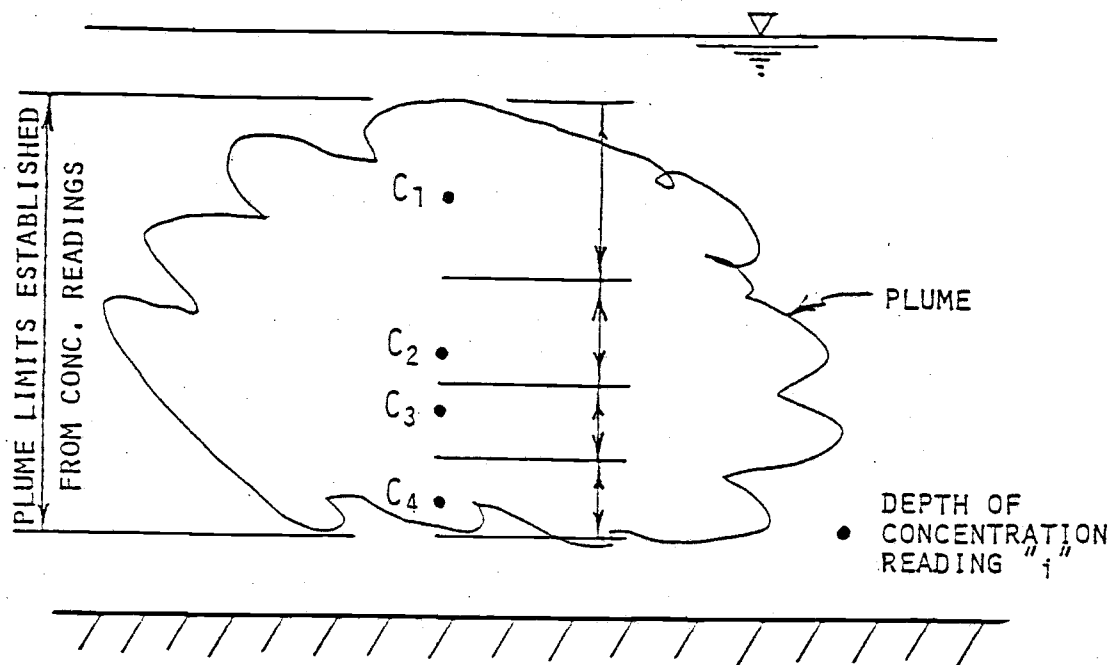 PLUME LIMITS ESTABLISHED
FROM CONC. READINGS
C1
C2
C3
C4
PLUME
DEPTH OF
CONCENTRATION
READING "i"